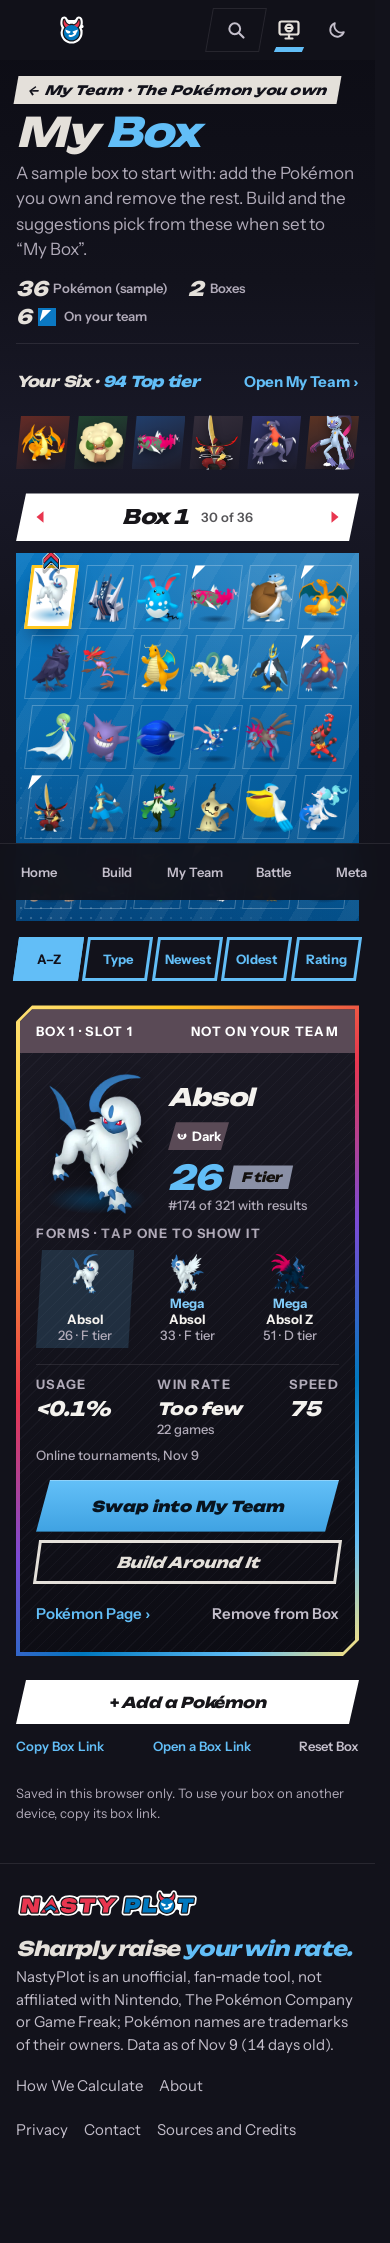 ← My Team · The Pokémon you own
My Box
A sample box to start with: add the Pokémon
you own and remove the rest. Build and the
suggestions pick from these when set to
“My Box”.
36 Pokémon (sample) 2 Boxes
6 On your team
Your Six · 94 Top tier Open My Team ›
Box 1 30 of 36
Home Build My Team Battle Meta
A–Z Type Newest Oldest Rating
BOX 1 · SLOT 1 NOT ON YOUR TEAM
Absol
Dark
26 F tier
#174 of 321 with results
FORMS · TAP ONE TO SHOW IT
Absol
26 · F tier
Mega
Absol
33 · F tier
Mega
Absol Z
51 · D tier
USAGE WIN RATE SPEED
<0.1% Too few 75
22 games
Online tournaments, Nov 9
Swap into My Team
Build Around It
Pokémon Page › Remove from Box
+ Add a Pokémon
Copy Box Link Open a Box Link Reset Box
Saved in this browser only. To use your box on another
device, copy its box link.
NASTY PLOT
Sharply raise your win rate.
NastyPlot is an unofficial, fan-made tool, not
affiliated with Nintendo, The Pokémon Company
or Game Freak; Pokémon names are trademarks
of their owners. Data as of Nov 9 (14 days old).
How We Calculate About
Privacy Contact Sources and Credits